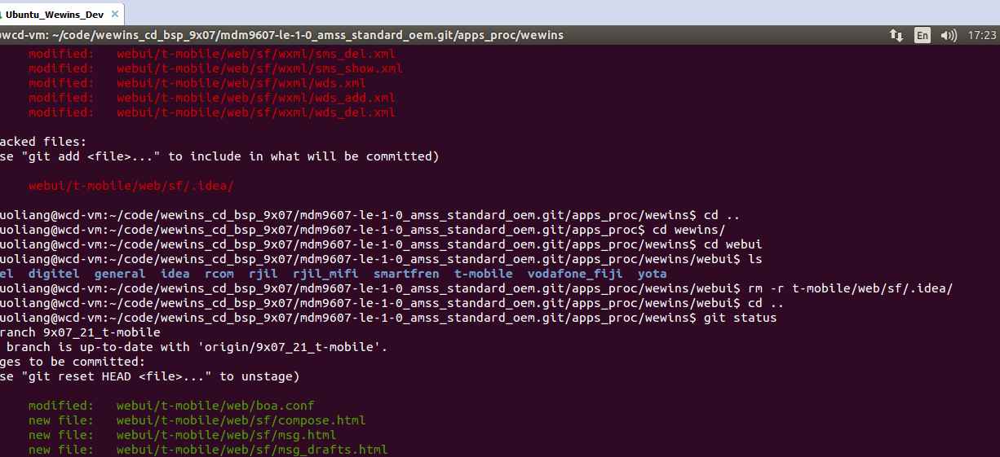 Ubuntu_Wewins_Dev
@wcd-vm: ~/code/wewins_cd_bsp_9x07/mdm9607-le-1-0_amss_standard_oem.git/apps_proc/wewins
En
17:23
modified: webui/t-mobile/web/sf/wxml/sms_del.xml
modified: webui/t-mobile/web/sf/wxml/sms_show.xml
modified: webui/t-mobile/web/sf/wxml/wds.xml
modified: webui/t-mobile/web/sf/wxml/wds_add.xml
modified: webui/t-mobile/web/sf/wxml/wds_del.xml
acked files:
se "git add <file>..." to include in what will be committed)
webui/t-mobile/web/sf/.idea/
uoliang@wcd-vm:~/code/wewins_cd_bsp_9x07/mdm9607-le-1-0_amss_standard_oem.git/apps_proc/wewins$ cd ..
uoliang@wcd-vm:~/code/wewins_cd_bsp_9x07/mdm9607-le-1-0_amss_standard_oem.git/apps_proc$ cd wewins/
uoliang@wcd-vm:~/code/wewins_cd_bsp_9x07/mdm9607-le-1-0_amss_standard_oem.git/apps_proc/wewins$ cd webui
uoliang@wcd-vm:~/code/wewins_cd_bsp_9x07/mdm9607-le-1-0_amss_standard_oem.git/apps_proc/wewins/webui$ ls
el digitel general idea rcom rjil rjil_mifi smartfren t-mobile vodafone_fiji yota
uoliang@wcd-vm:~/code/wewins_cd_bsp_9x07/mdm9607-le-1-0_amss_standard_oem.git/apps_proc/wewins/webui$ rm -r t-mobile/web/sf/.idea/
uoliang@wcd-vm:~/code/wewins_cd_bsp_9x07/mdm9607-le-1-0_amss_standard_oem.git/apps_proc/wewins/webui$ cd ..
uoliang@wcd-vm:~/code/wewins_cd_bsp_9x07/mdm9607-le-1-0_amss_standard_oem.git/apps_proc/wewins$ git status
ranch 9x07_21_t-mobile
branch is up-to-date with 'origin/9x07_21_t-mobile'.
ges to be committed:
se "git reset HEAD <file>..." to unstage)
modified: webui/t-mobile/web/boa.conf
new file: webui/t-mobile/web/sf/compose.html
new file: webui/t-mobile/web/sf/msg.html
new file: webui/t-mobile/web/sf/msg_drafts.html